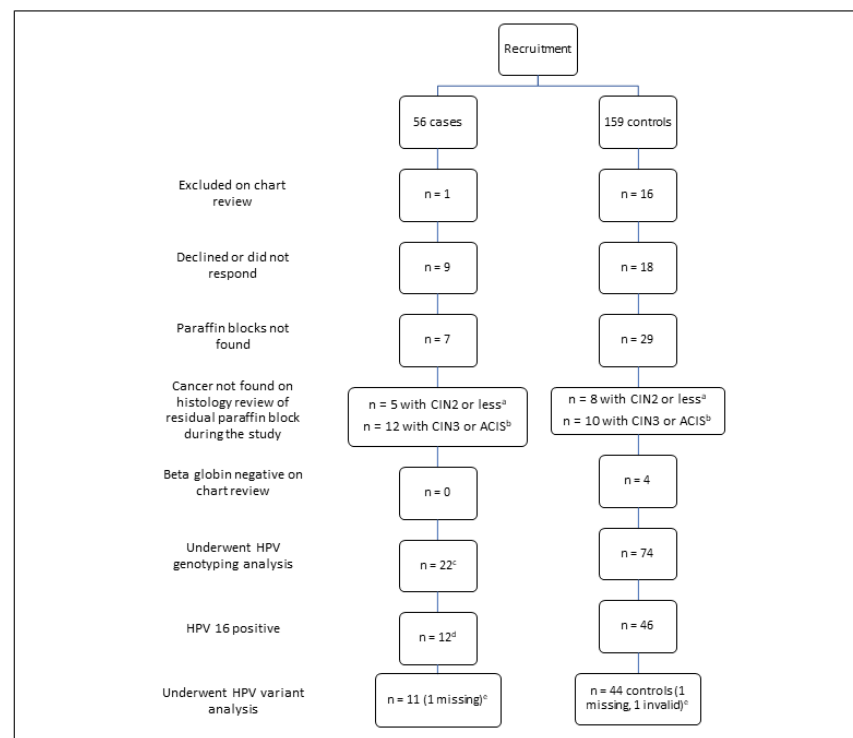 Recruitment
56 cases
159 controls
Excluded on chart
review
n = 1
n = 16
Declined or did not
respond
n = 9
n = 18
Paraffin blocks not
found
n = 7
n = 29
Cancer not found on
histology review of
residual paraffin block
during the study
n = 5 with CIN2 or lessᵃ
n = 12 with CIN3 or ACISᵇ
n = 8 with CIN2 or lessᵃ
n = 10 with CIN3 or ACISᵇ
Beta globin negative on
chart review
n = 0
n = 4
Underwent HPV
genotyping analysis
n = 22ᶜ
n = 74
HPV 16 positive
n = 12ᵈ
n = 46
Underwent HPV variant
analysis
n = 11 (1 missing)ᵉ
n = 44 controls (1
missing, 1 invalid)ᵉ